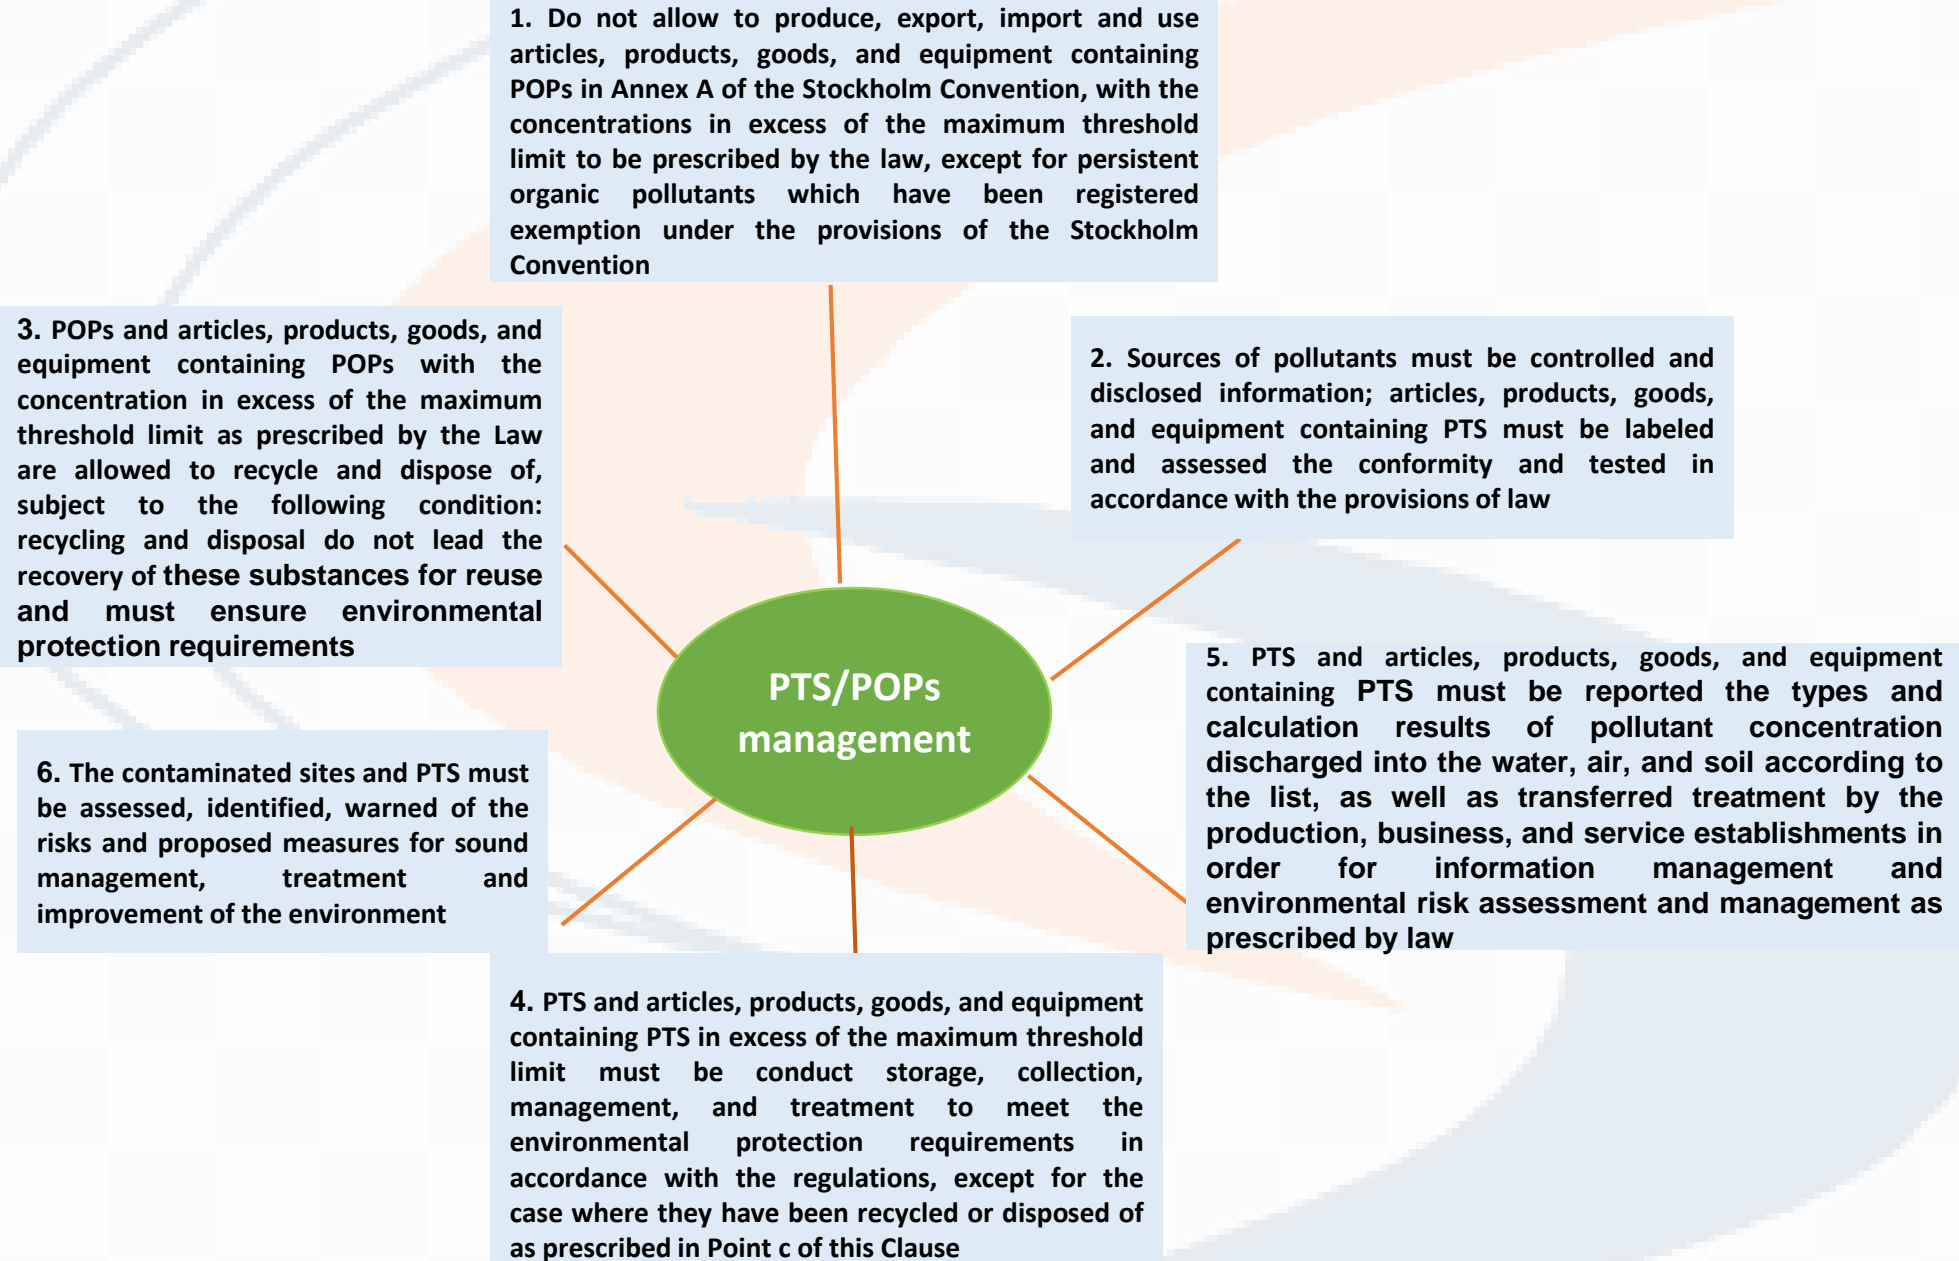 1. Do not allow to produce, export, import and use
articles, products, goods, and equipment containing
POPs in Annex A of the Stockholm Convention, with the
concentrations in excess of the maximum threshold
limit to be prescribed by the law, except for persistent
organic pollutants which have been registered
exemption under the provisions of the Stockholm
Convention
2. Sources of pollutants must be controlled and
disclosed information; articles, products, goods,
and equipment containing PTS must be labeled
and assessed the conformity and tested in
accordance with the provisions of law
3. POPs and articles, products, goods, and
equipment containing POPs with the
concentration in excess of the maximum
threshold limit as prescribed by the Law
are allowed to recycle and dispose of,
subject to the following condition:
recycling and disposal do not lead the
recovery of these substances for reuse
and must ensure environmental
protection requirements
PTS/POPs
management
5. PTS and articles, products, goods, and equipment
containing PTS must be reported the types and
calculation results of pollutant concentration
discharged into the water, air, and soil according to
the list, as well as transferred treatment by the
production, business, and service establishments in
order for information management and
environmental risk assessment and management as
prescribed by law
6. The contaminated sites and PTS must
be assessed, identified, warned of the
risks and proposed measures for sound
management, treatment and
improvement of the environment
4. PTS and articles, products, goods, and equipment
containing PTS in excess of the maximum threshold
limit must be conduct storage, collection,
management, and treatment to meet the
environmental protection requirements in
accordance with the regulations, except for the
case where they have been recycled or disposed of
as prescribed in Point c of this Clause